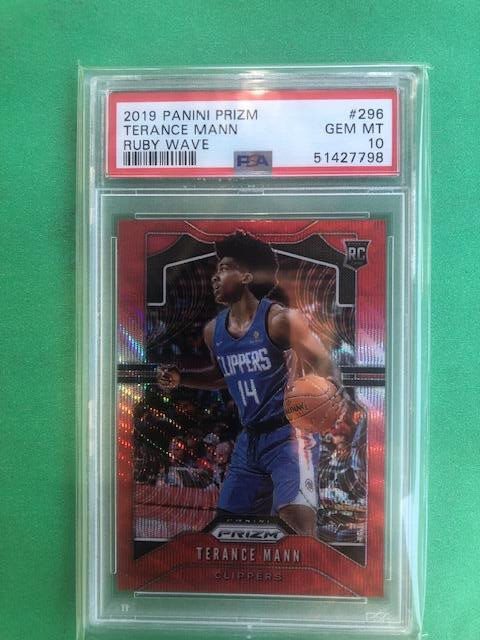 2019 PANINI PRIZM #296
TERANCE MANN GEM MT
RUBY WAVE PSA 10
51427798
RC
CLIPPERS
14
SPALDING
PANINI
PRIZM
TERANCE MANN
CLIPPERS